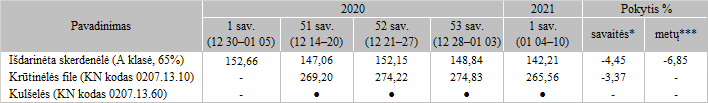 Pavadinimas 2020 2021 Pokytis %
1 sav. (12 30–01 05) 51 sav. (12 14–20) 52 sav. (12 21–27) 53 sav. (12 28–01 03) 1 sav. (01 04–10) savaitės* metų***
Išdarinėta skerdenėlė (A klasė, 65%) 152,66 147,06 152,15 148,84 142,21 -4,45 -6,85
Krūtinėlės file (KN kodas 0207.13.10) - 269,20 274,22 274,83 265,56 -3,37 -
Kulšelės (KN kodas 0207.13.60) - ● ● ● ● - -